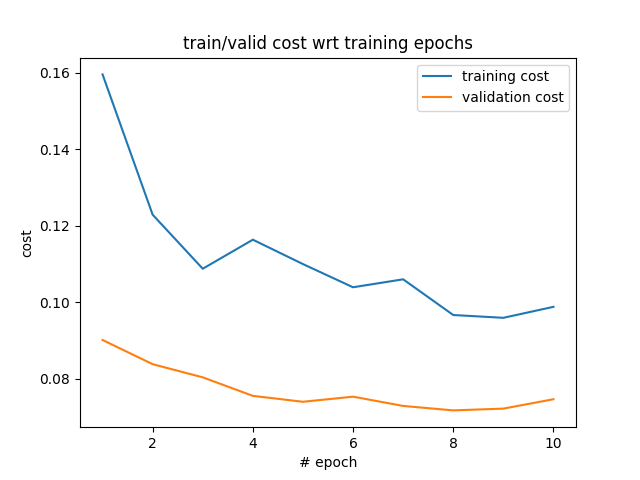 train/valid cost wrt training epochs
training cost
validation cost
0.16
0.14
0.12
0.10
0.08
cost
2 4 6 8 10
# epoch